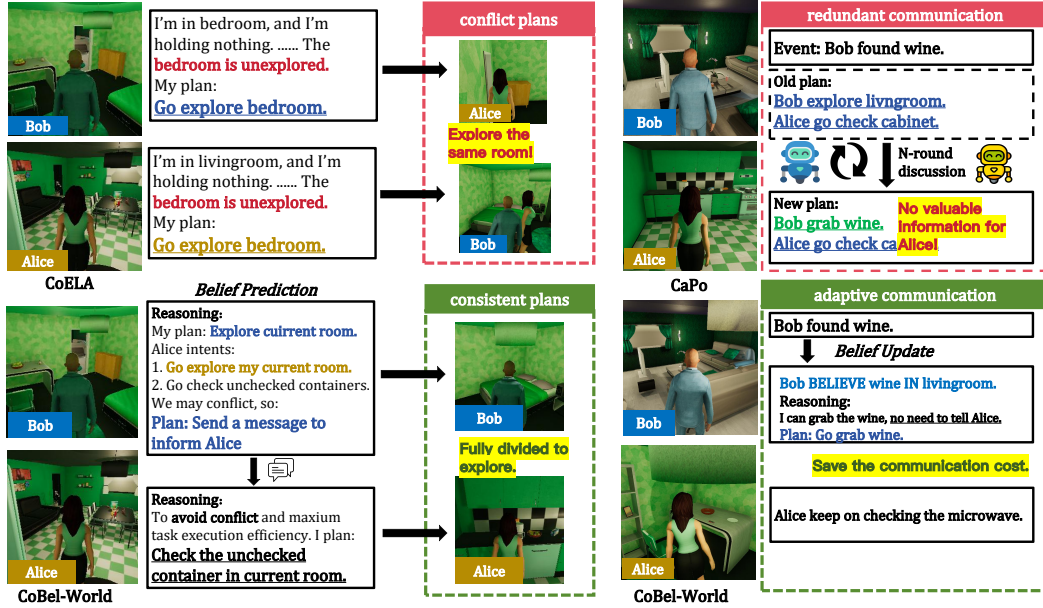 Bob
I'm in bedroom, and I'm
holding nothing. ...... The
bedroom is unexplored.
My plan:
Go explore bedroom.
Alice
I'm in livingroom, and I'm
holding nothing. ...... The
bedroom is unexplored.
My plan:
Go explore bedroom.
CoELA
conflict plans
Alice
Explore the
same room!
Bob
Belief Prediction
Bob
Reasoning:
My plan: Explore cuirrent room.
Alice intents:
1. Go explore my current room.
2. Go check unchecked containers.
We may conflict, so:
Plan: Send a message to
inform Alice
Alice
Reasoning:
To avoid conflict and maxium
task execution efficiency. I plan:
Check the unchecked
container in current room.
CoBel-World
consistent plans
Bob
Fully divided to
explore.
Alice
Bob
Alice
CaPo
redundant communication
Event: Bob found wine.
Old plan:
Bob explore livngroom.
Alice go check cabinet.
N-round
discussion
New plan:
Bob grab wine.
Alice go check ca
No valuable
information for
Alice!
Bob
Alice
CoBel-World
adaptive communication
Bob found wine.
Belief Update
Bob BELIEVE wine IN livingroom.
Reasoning:
I can grab the wine, no need to tell Alice.
Plan: Go grab wine.
Save the communication cost.
Alice keep on checking the microwave.